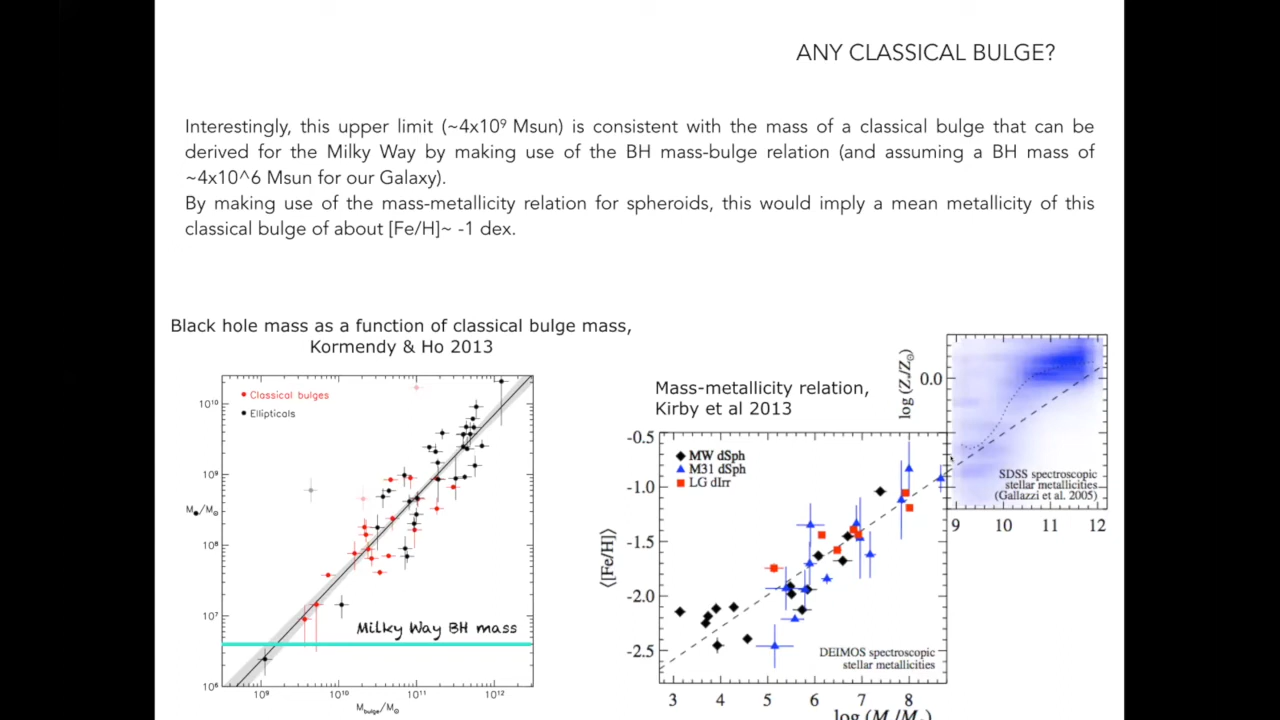 ANY CLASSICAL BULGE?
Interestingly, this upper limit (~4x10⁹ Msun) is consistent with the mass of a classical bulge that can be
derived for the Milky Way by making use of the BH mass-bulge relation (and assuming a BH mass of
~4x10^6 Msun for our Galaxy).
By making use of the mass-metallicity relation for spheroids, this would imply a mean metallicity of this
classical bulge of about [Fe/H]~ -1 dex.
Black hole mass as a function of classical bulge mass,
Kormendy & Ho 2013
Classical bulges
Ellipticals
10¹⁰
10⁹
10⁸
10⁷
10⁶
M●/M⊙
Milky Way BH mass
10⁹ 10¹⁰ 10¹¹ 10¹²
M_bulge/M⊙
Mass-metallicity relation,
Kirby et al 2013
log (Z*/Z⊙)
0.0
SDSS spectroscopic
stellar metallicities
(Gallazzi et al. 2005)
9 10 11 12
MW dSph
M31 dSph
LG dIrr
-0.5
-1.0
-1.5
-2.0
-2.5
⟨[Fe/H]⟩
DEIMOS spectroscopic
stellar metallicities
3 4 5 6 7 8
log (M*/M⊙)